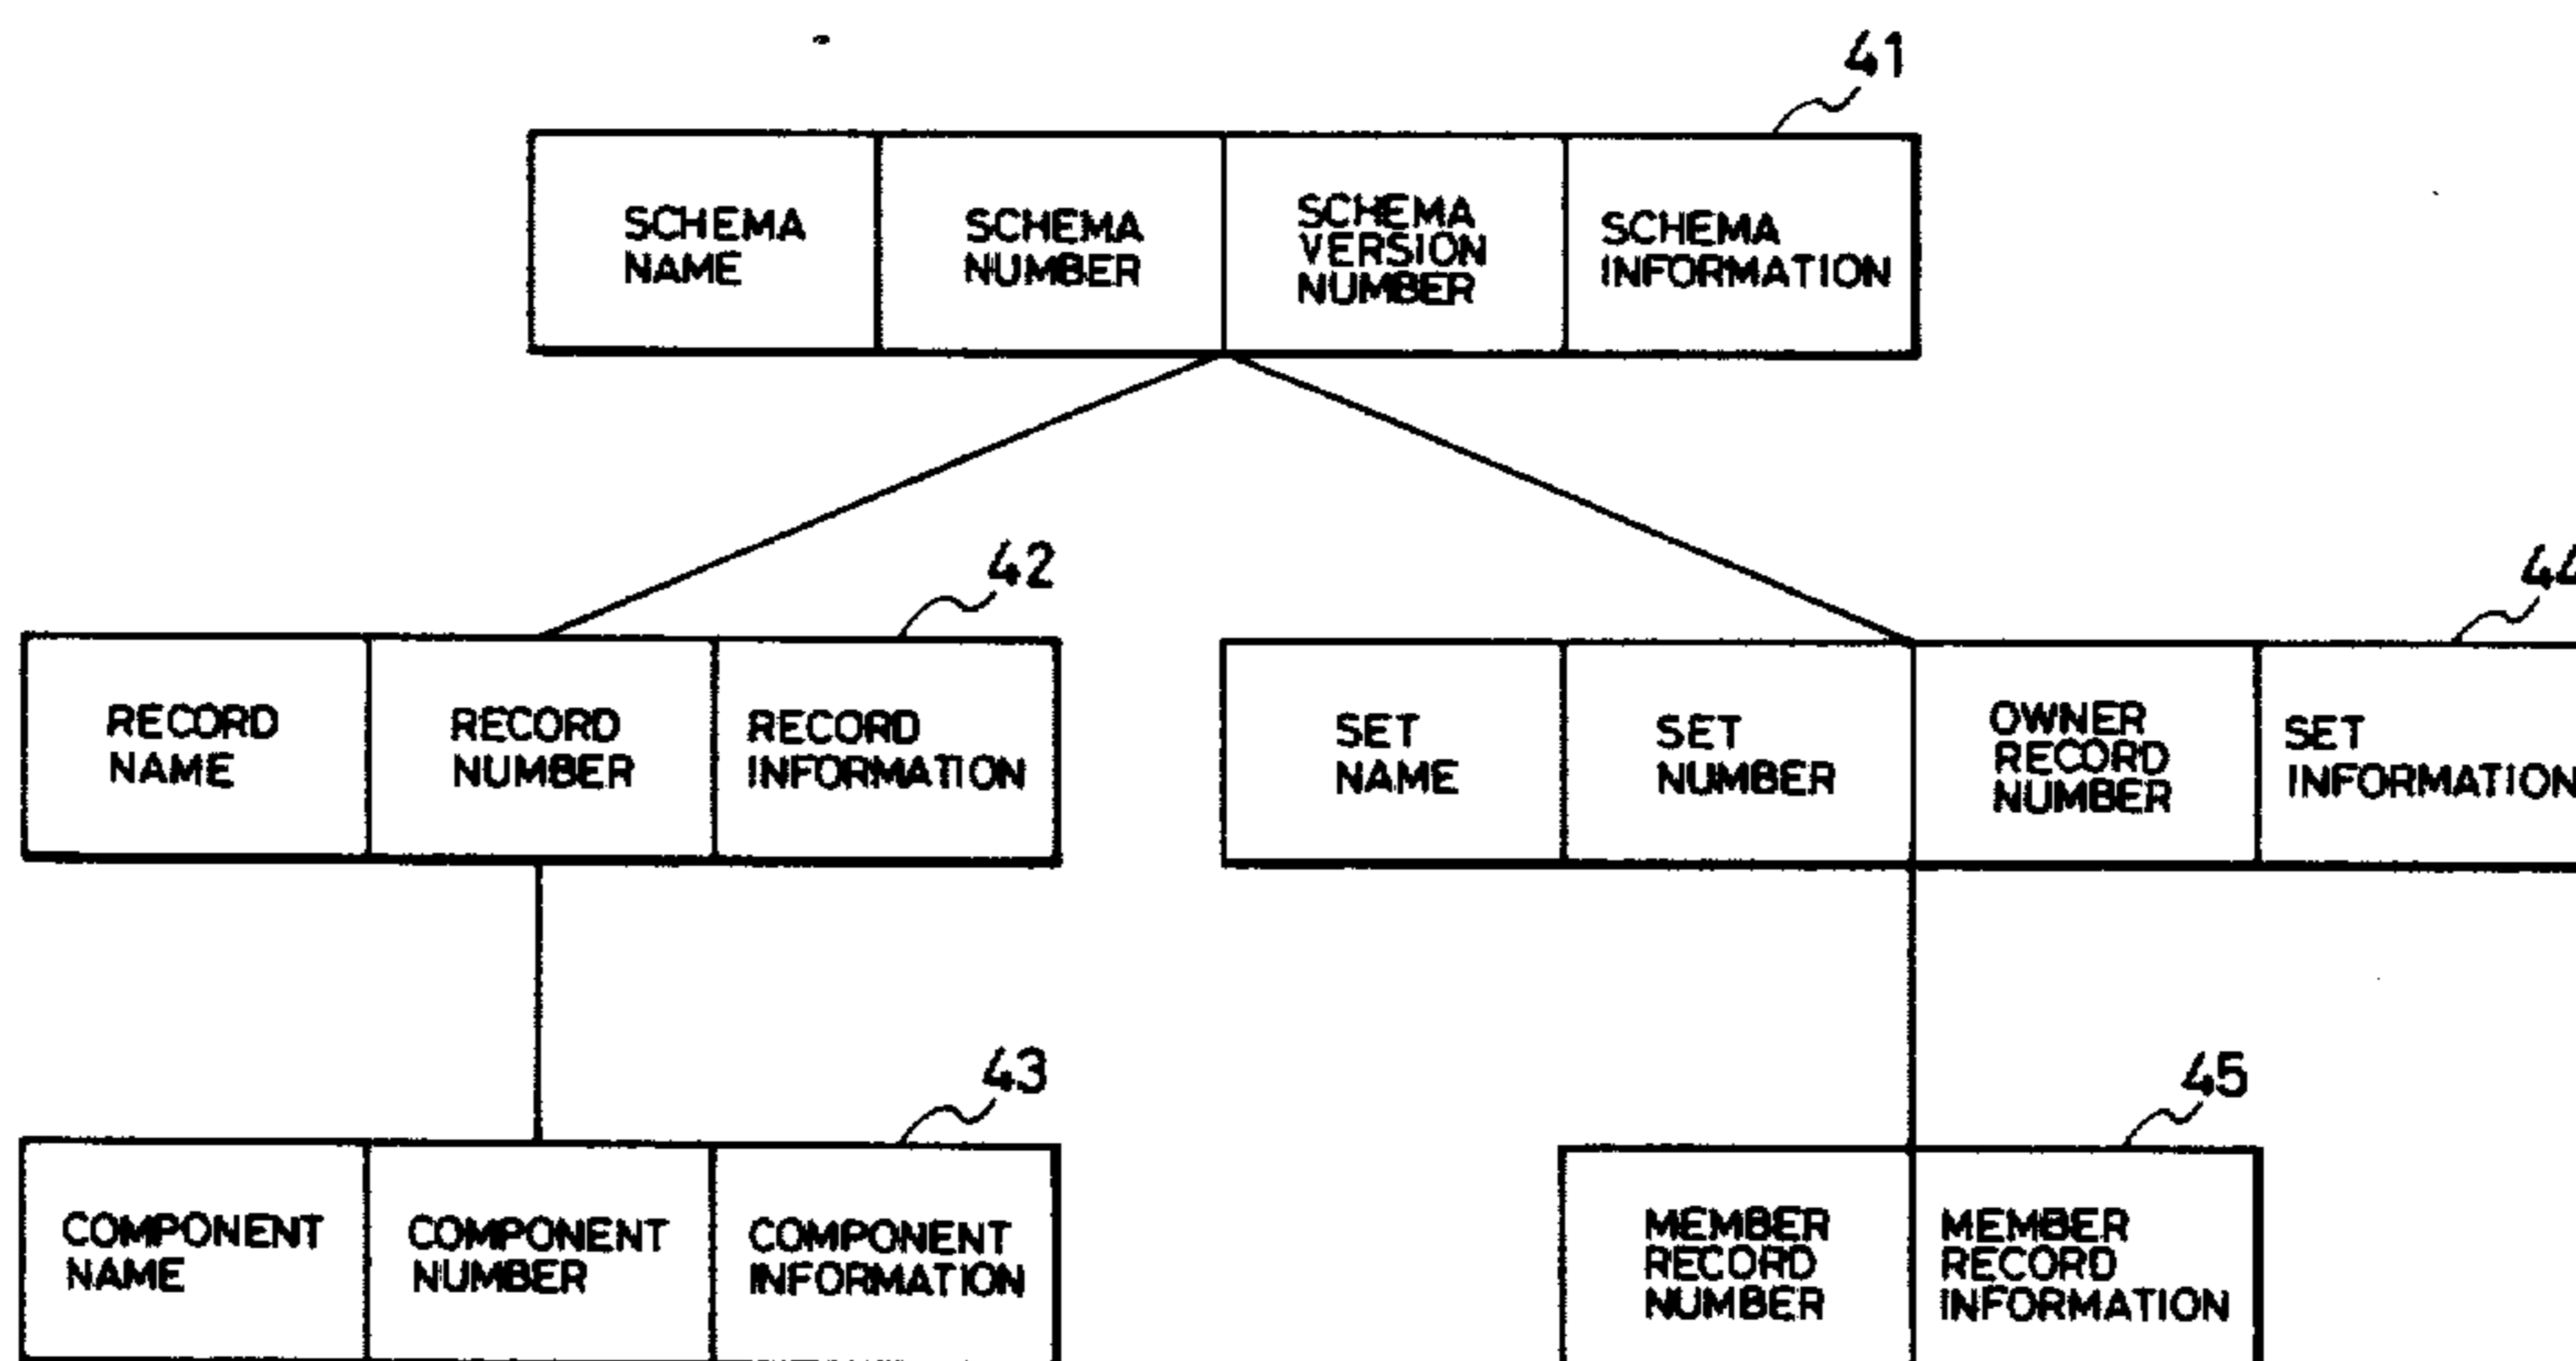 41
SCHEMA
NAME
SCHEMA
NUMBER
SCHEMA
VERSION
NUMBER
SCHEMA
INFORMATION
42
RECORD
NAME
RECORD
NUMBER
RECORD
INFORMATION
44
SET
NAME
SET
NUMBER
OWNER
RECORD
NUMBER
SET
INFORMATION
43
COMPONENT
NAME
COMPONENT
NUMBER
COMPONENT
INFORMATION
45
MEMBER
RECORD
NUMBER
MEMBER
RECORD
INFORMATION